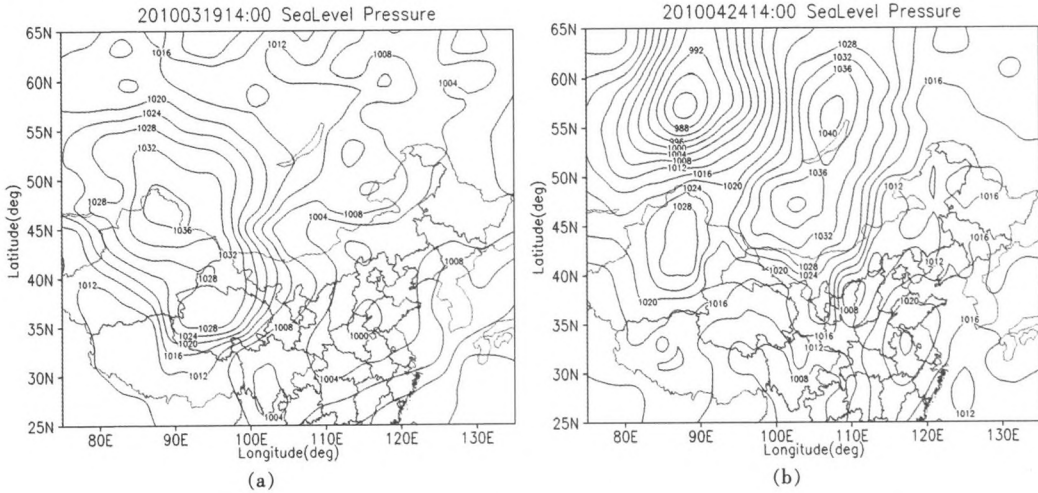 2010031914:00 SeaLevel Pressure
65N
60N
55N
50N
45N
40N
35N
30N
25N
Latitude(deg)
1016
1012
1008
1004
1020
1024
1028
1032
1028
1036
1004
1008
1032
1028
1012
1008
1028
1024
1020
1016
1012
1008
1000
1004
1004
80E 90E 100E 110E 120E 130E
Longitude(deg)
(a)
2010042414:00 SeaLevel Pressure
65N
60N
55N
50N
45N
40N
35N
30N
25N
Latitude(deg)
992
1028
1032
1036
1016
988
996
1000
1004
1008
1012
1016
1040
1024
1020
1036
1012
1016
1028
1032
1016
1020
1028
1024
1012
1020
1016
1008
1020
1016
1012
1016
1008
1012
80E 90E 100E 110E 120E 130E
Longitude(deg)
(b)